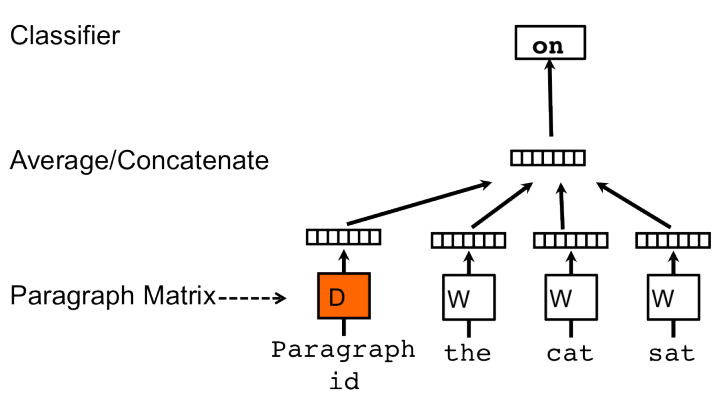 Classifier
on
Average/Concatenate
Paragraph Matrix
D
W
W
W
Paragraph
id
the
cat
sat